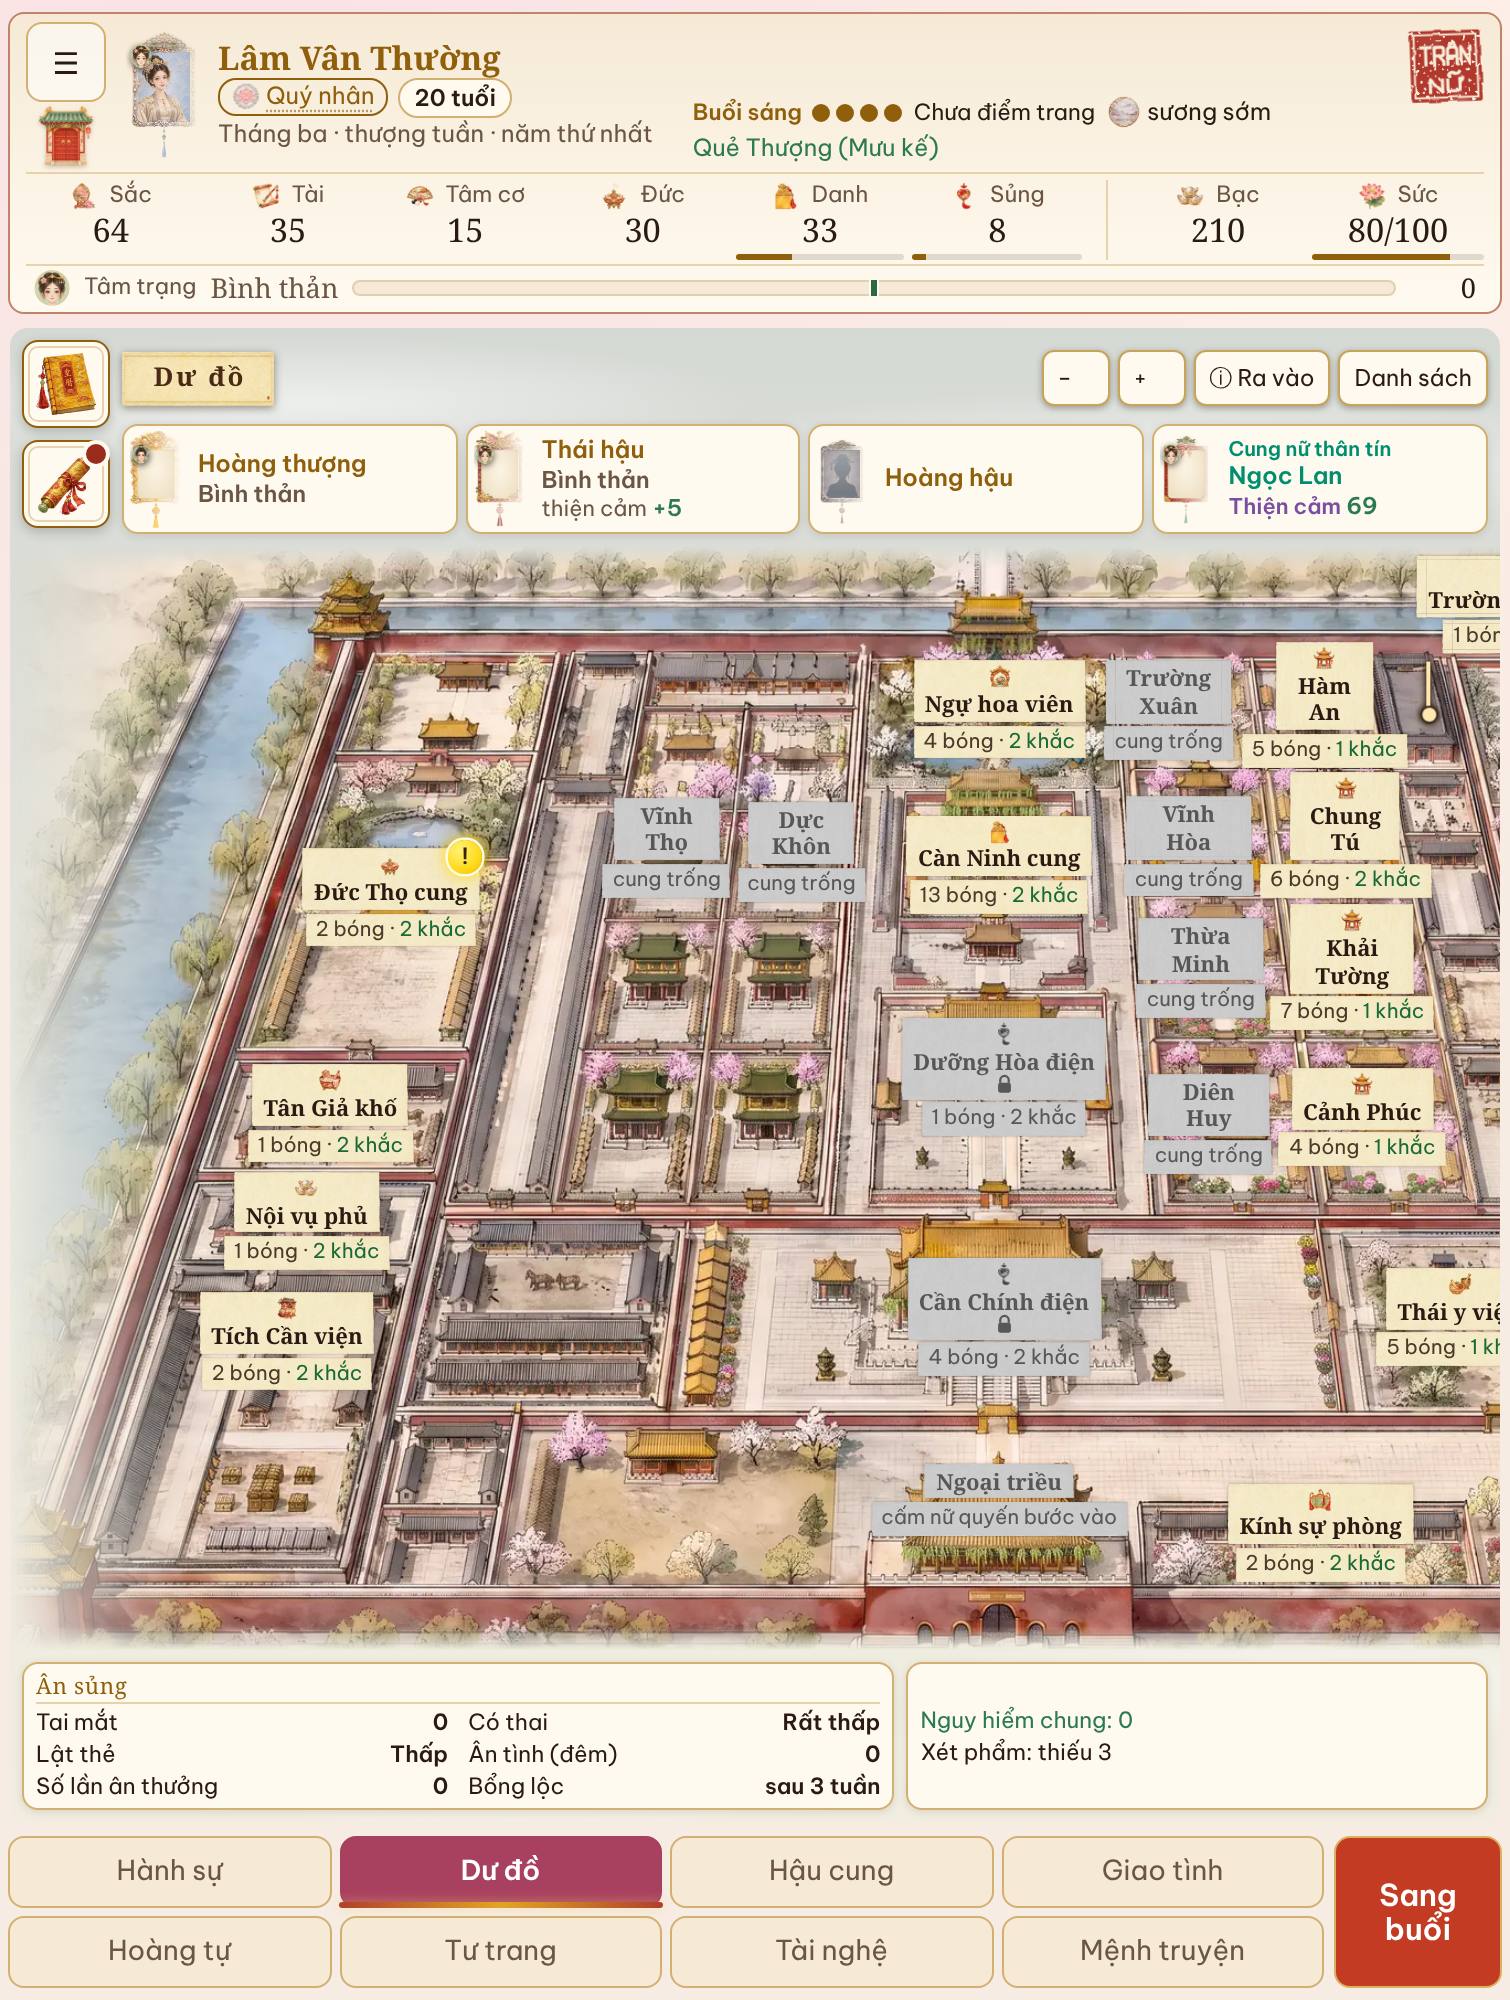 ☰
Lâm Vân Thường
Quý nhân
20 tuổi
Tháng ba · thượng tuần · năm thứ nhất
Buổi sáng
Chưa điểm trang
sương sớm
Quẻ Thượng (Mưu kế)
TRÂN NỮ
Sắc
64
Tài
35
Tâm cơ
15
Đức
30
Danh
33
Sủng
8
Bạc
210
Sức
80/100
Tâm trạng
Bình thản
0
Dư đồ
–
+
ⓘ Ra vào
Danh sách
Hoàng thượng
Bình thản
Thái hậu
Bình thản
thiện cảm +5
Hoàng hậu
Cung nữ thân tín
Ngọc Lan
Thiện cảm 69
Trườn
1 bón
Ngự hoa viên
4 bóng · 2 khắc
Trường
Xuân
cung trống
Hàm
An
5 bóng · 1 khắc
Vĩnh
Thọ
cung trống
Dực
Khôn
cung trống
Càn Ninh cung
13 bóng · 2 khắc
Vĩnh
Hòa
cung trống
Chung
Tú
6 bóng · 2 khắc
!
Đức Thọ cung
2 bóng · 2 khắc
Thừa
Minh
cung trống
Khải
Tường
7 bóng · 1 khắc
Dưỡng Hòa điện
1 bóng · 2 khắc
Diên
Huy
cung trống
Cảnh Phúc
4 bóng · 1 khắc
Tân Giả khố
1 bóng · 2 khắc
Nội vụ phủ
1 bóng · 2 khắc
Tích Cần viện
2 bóng · 2 khắc
Cần Chính điện
4 bóng · 2 khắc
Thái y việ
5 bóng · 1 kh
Ngoại triều
cấm nữ quyến bước vào
Kính sự phòng
2 bóng · 2 khắc
Ân sủng
Tai mắt 0
Có thai Rất thấp
Lật thẻ Thấp
Ân tình (đêm) 0
Số lần ân thưởng 0
Bổng lộc sau 3 tuần
Nguy hiểm chung: 0
Xét phẩm: thiếu 3
Hành sự
Dư đồ
Hậu cung
Giao tình
Hoàng tự
Tư trang
Tài nghệ
Mệnh truyện
Sang
buổi